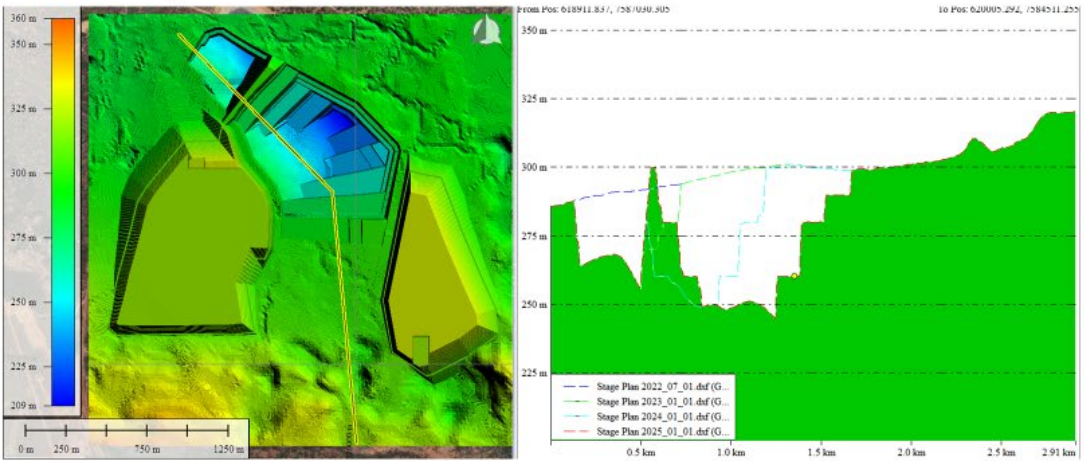 From Pos: 618911.837, 7587030.305
To Pos: 620005.292, 7584511.255
360 m
350 m
325 m
300 m
275 m
250 m
225 m
209 m
0 m 250 m 750 m 1250 m
350 m
325 m
300 m
275 m
250 m
225 m
Stage Plan 2022_07_01.dxf (G...
Stage Plan 2023_01_01.dxf (G...
Stage Plan 2024_01_01.dxf (G...
Stage Plan 2025_01_01.dxf (G...
0.5 km 1.0 km 1.5 km 2.0 km 2.5 km 2.91 km